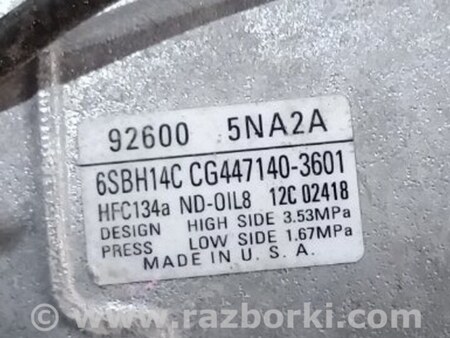 92600 5NA2A
6SBH14C CG447140-3601
HFC134a ND-OIL8 12C 02418
DESIGN HIGH SIDE 3.53MPa
PRESS LOW SIDE 1.67MPa
MADE IN U.S.A.
© www.razborki.com